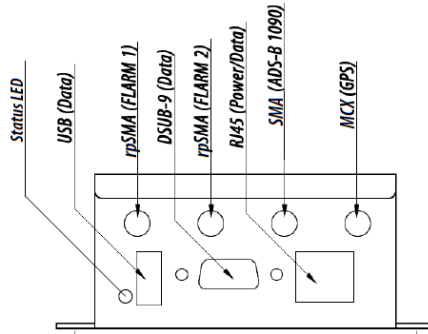 Status LED
USB (Data)
rpSMA (FLARM 1)
DSUB-9 (Data)
rpSMA (FLARM 2)
RJ45 (Power/Data)
SMA (ADS-B 1090)
MCX (GPS)